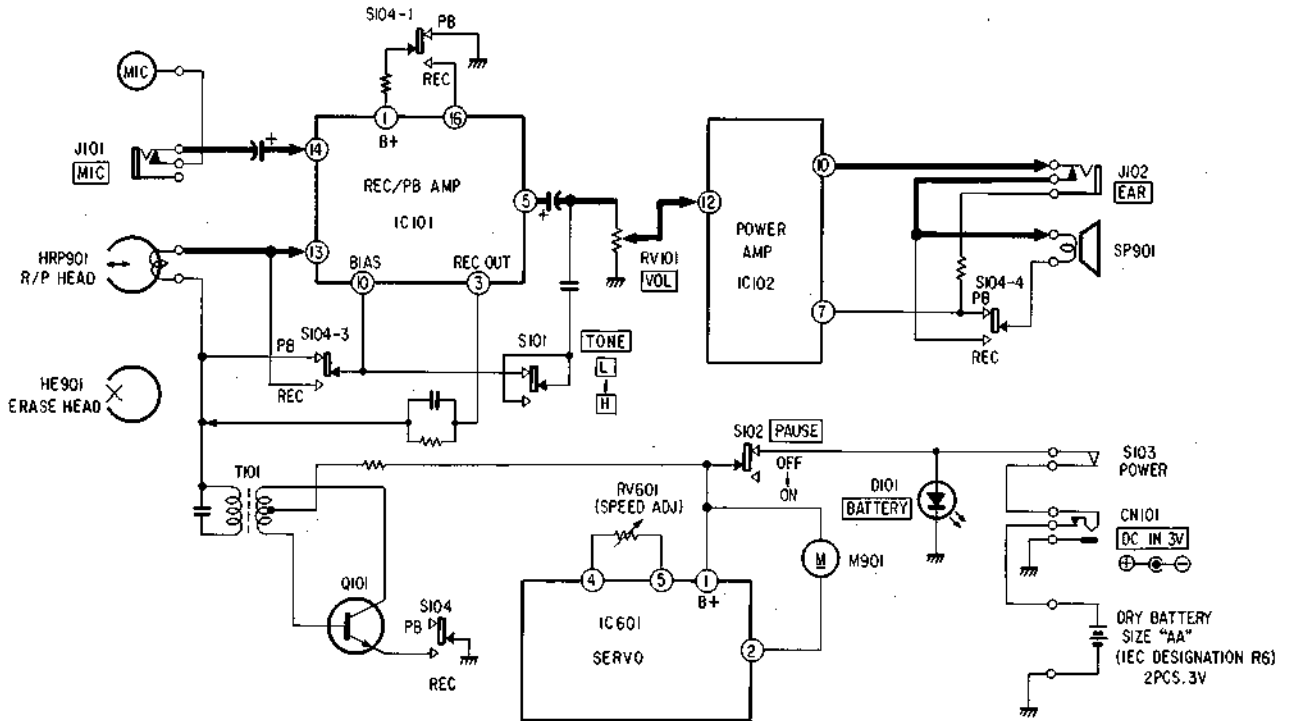 S104-1
PB
REC
MIC
J101
MIC
1
B+
16
14
REC/PB AMP
IC101
5
+
+
13
BIAS
10
REC OUT
3
HRP901
R/P HEAD
RV101
VOL
12
POWER
AMP
IC102
10
7
J102
EAR
SP901
S104-4
PB
REC
S104-3
PB
REC
S101
TONE
L
H
HE901
ERASE HEAD
T101
Q101
S104
PB
REC
S102
PAUSE
OFF
ON
RV601
(SPEED ADJ)
4
5
1
B+
IC601
SERVO
2
M
M901
D101
BATTERY
S103
POWER
CN101
DC IN 3V
+ −
DRY BATTERY
SIZE "AA"
(IEC DESIGNATION R6)
2PCS. 3V